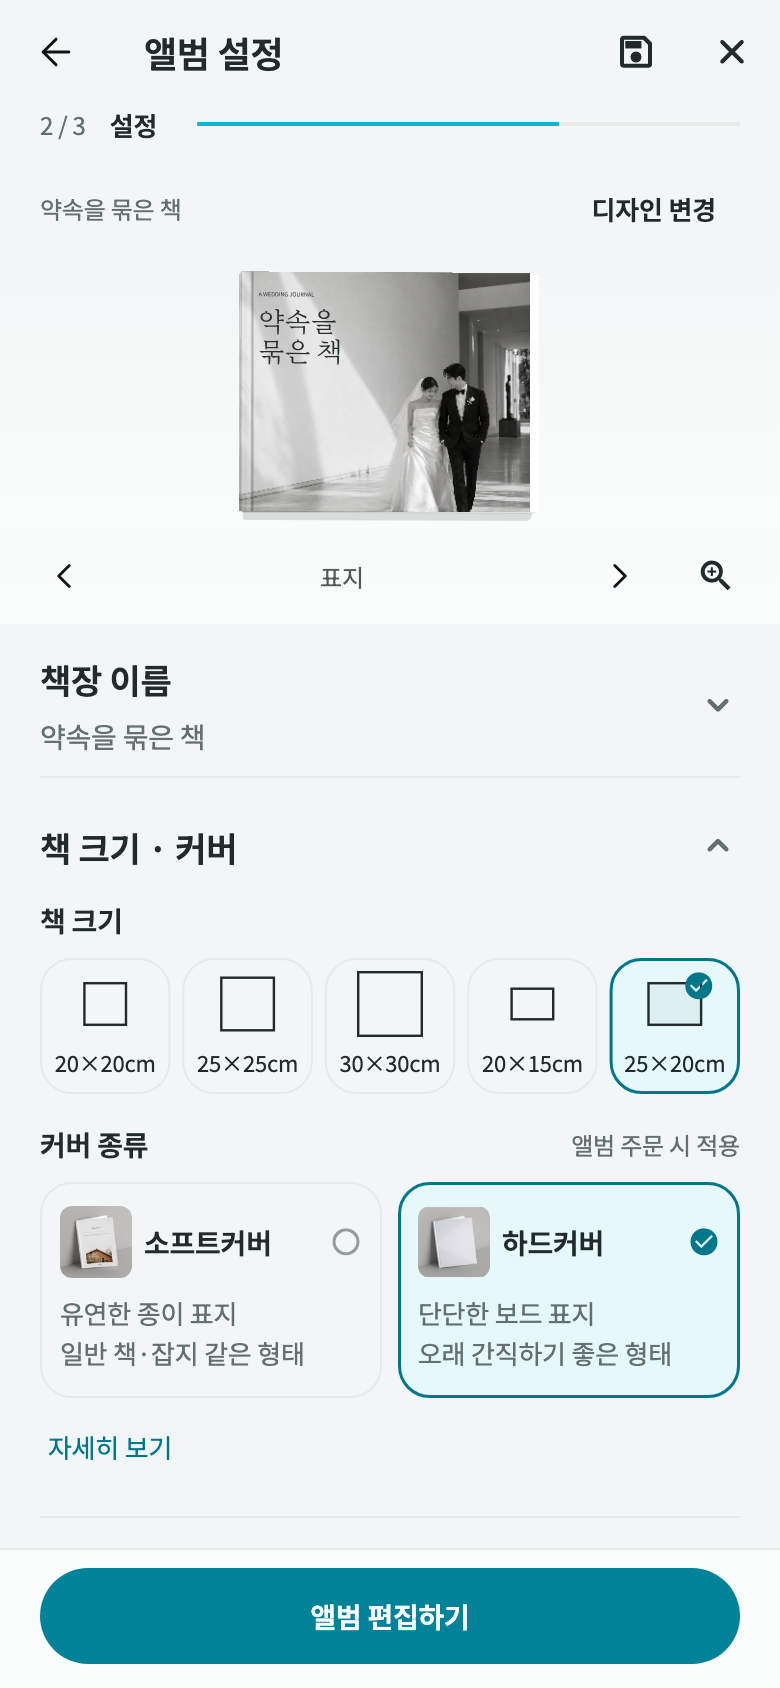 앨범 설정
2 / 3 설정
약속을 묶은 책
디자인 변경
A WEDDING JOURNAL
약속을
묶은 책
표지
책장 이름
약속을 묶은 책
책 크기 · 커버
책 크기
20×20cm
25×25cm
30×30cm
20×15cm
25×20cm
커버 종류
앨범 주문 시 적용
소프트커버
유연한 종이 표지
일반 책·잡지 같은 형태
하드커버
단단한 보드 표지
오래 간직하기 좋은 형태
자세히 보기
앨범 편집하기